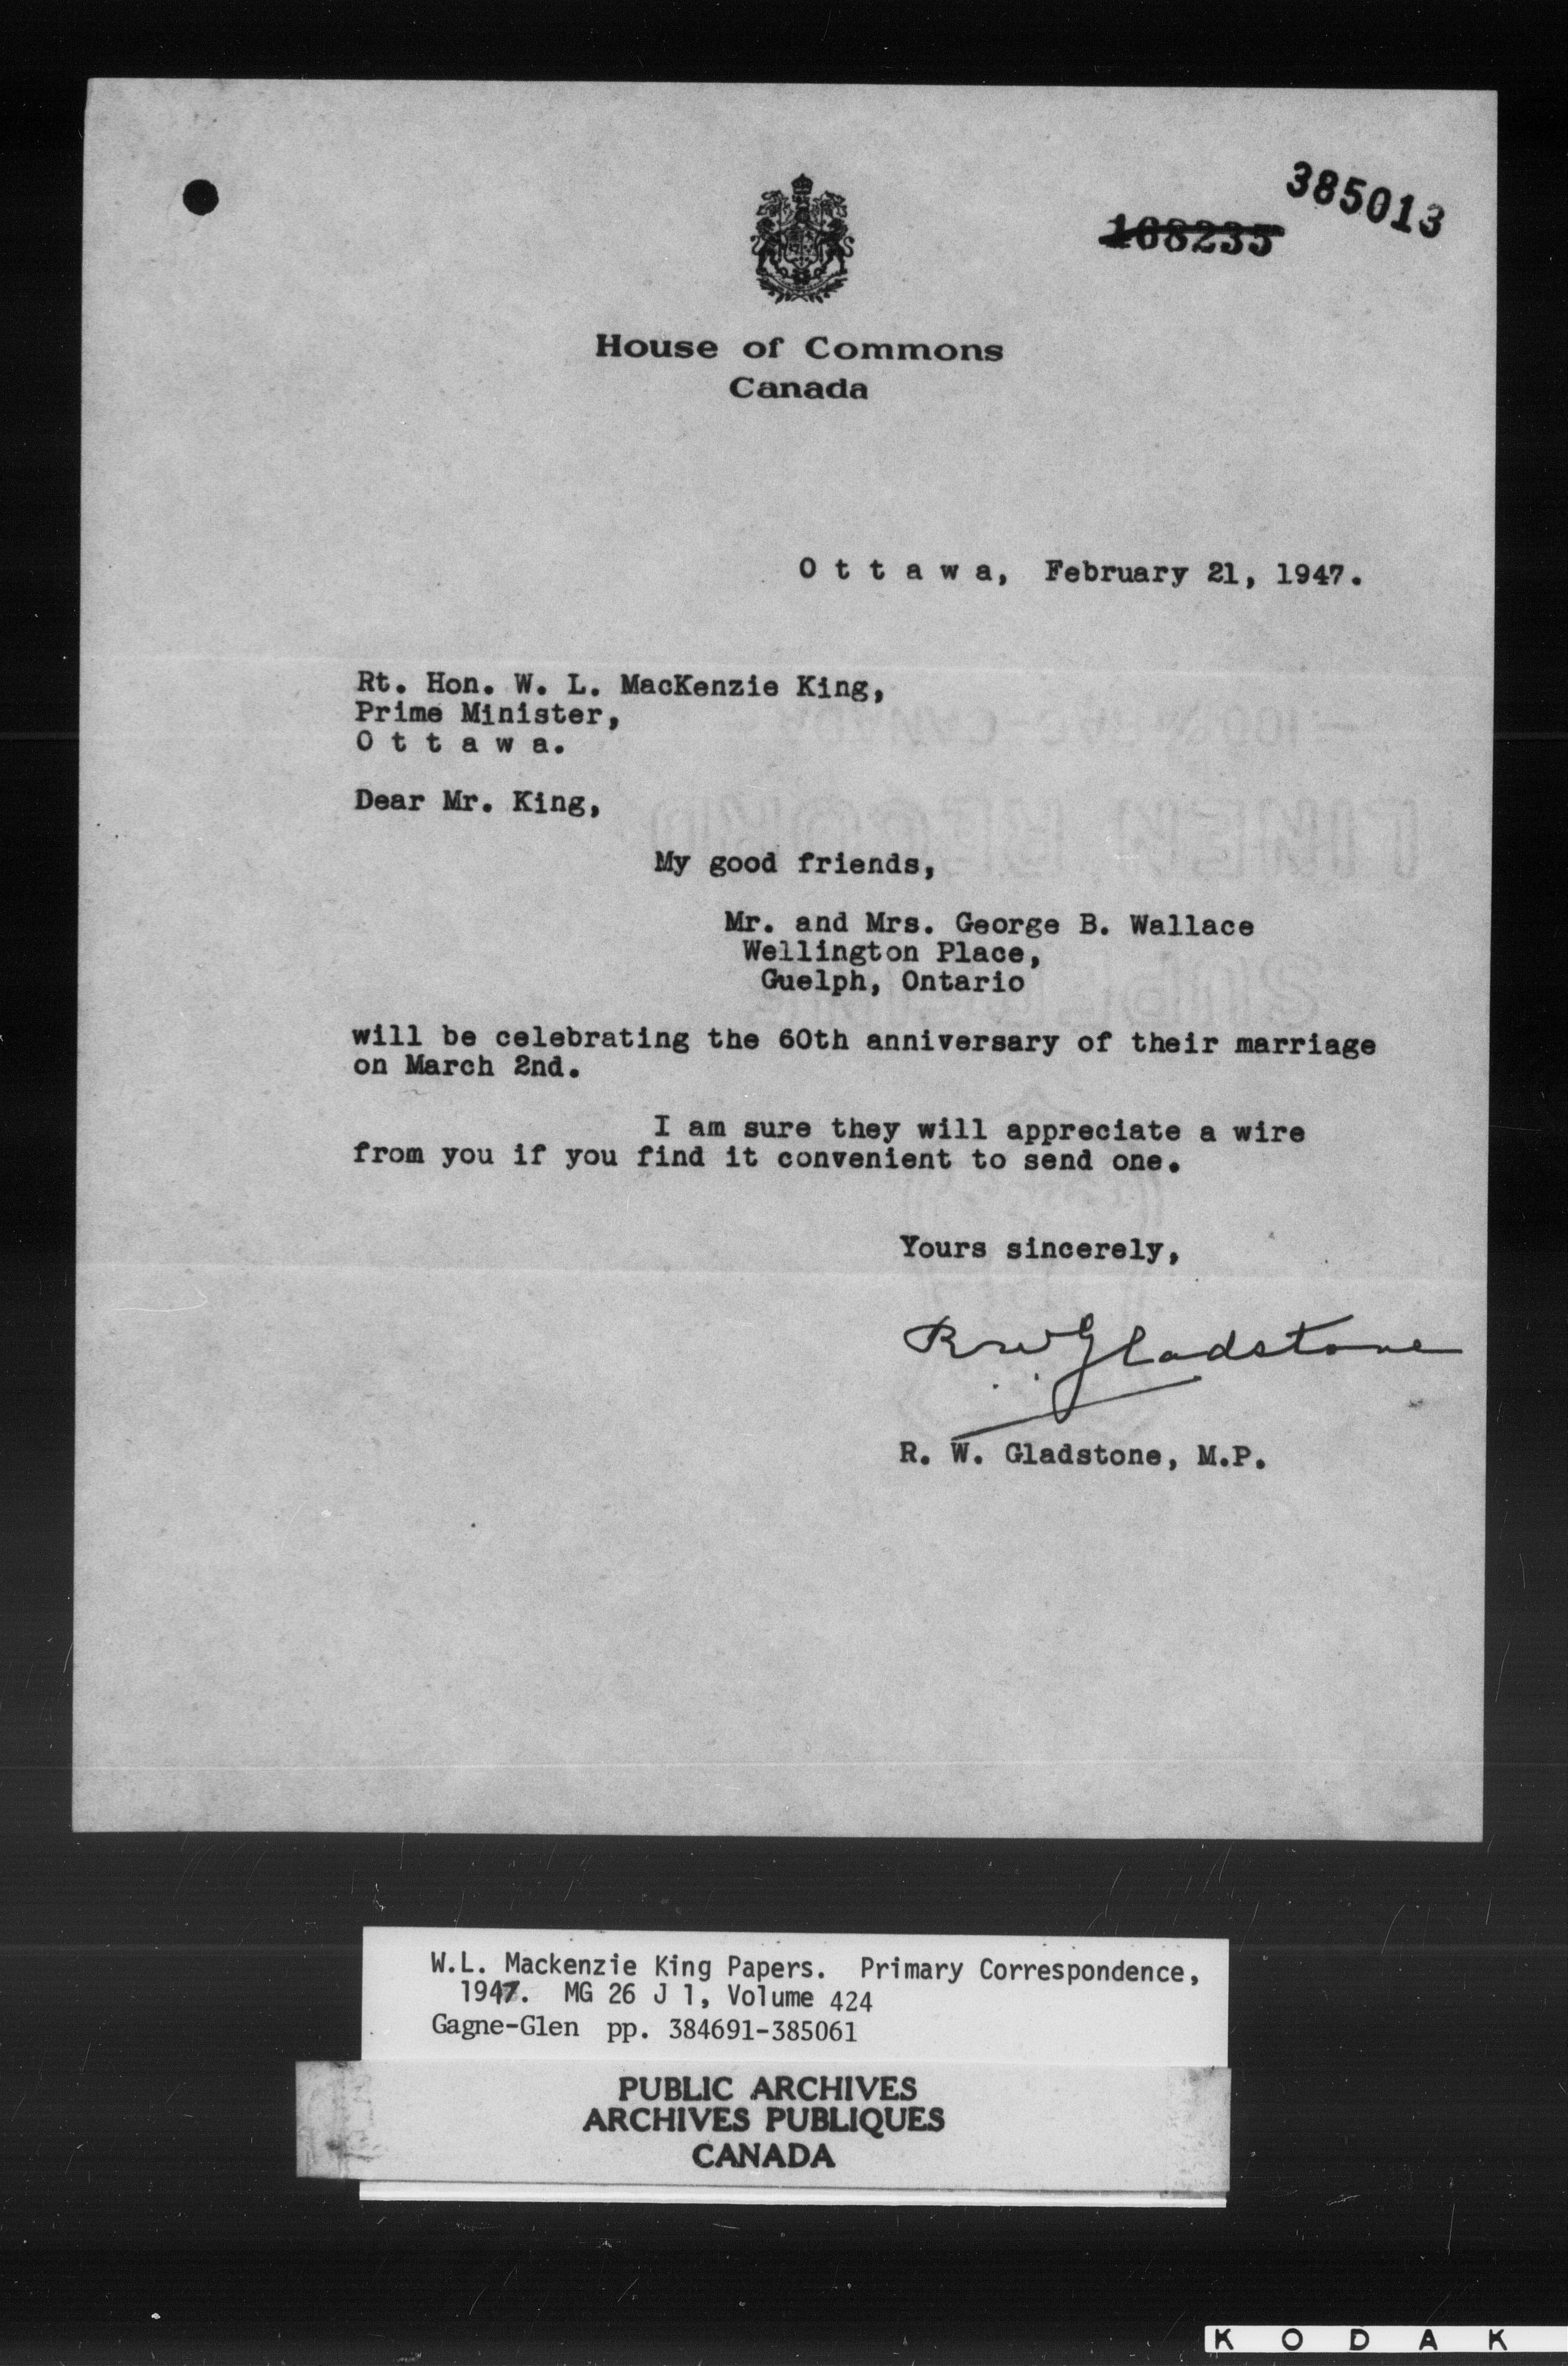 385013
168235
House of Commons
Canada
O t t a w a, February 21, 1947.
Rt. Hon. W. L. MacKenzie King,
Prime Minister,
O t t a w a.
Dear Mr. King,
My good friends,
Mr. and Mrs. George B. Wallace
Wellington Place,
Guelph, Ontario
will be celebrating the 60th anniversary of their marriage
on March 2nd.
I am sure they will appreciate a wire
from you if you find it convenient to send one.
Yours sincerely,
RW Gladstone
R. W. Gladstone, M.P.
W.L. Mackenzie King Papers. Primary Correspondence,
1947. MG 26 J 1, Volume 424
Gagne-Glen pp. 384691-385061
PUBLIC ARCHIVES
ARCHIVES PUBLIQUES
CANADA
KODAK